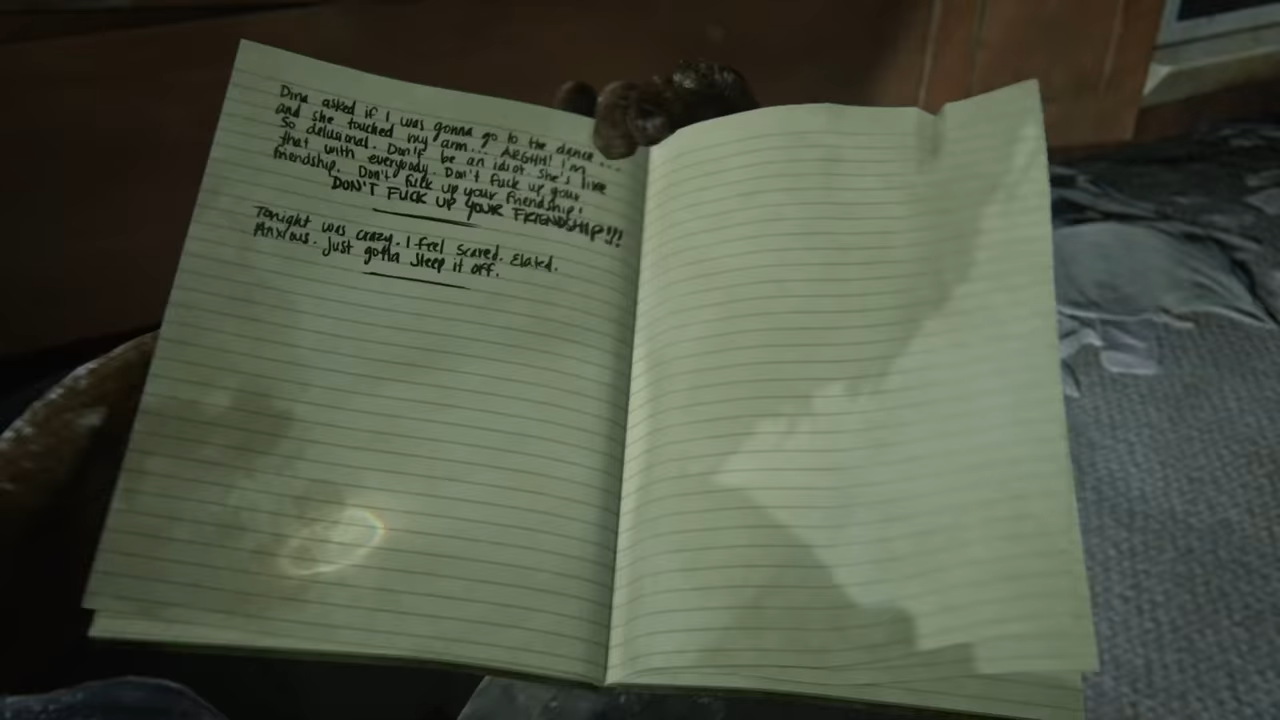 Dina asked if I was gonna go to the dance...
and she touched my arm... ARGHH! I'm
so delusional. Don't be an idiot. She's like
that with everybody. Don't fuck up your
friendship. Don't fuck up your friendship.
DON'T FUCK UP YOUR FRIENDSHIP!!!
Tonight was crazy. I feel scared. Elated.
Anxious. Just gotta sleep it off.